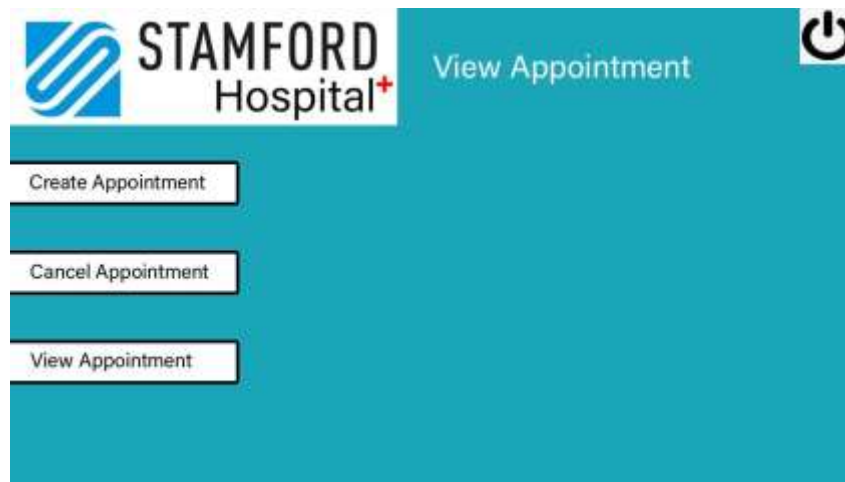 STAMFORD
Hospital+
View Appointment
Create Appointment
Cancel Appointment
View Appointment